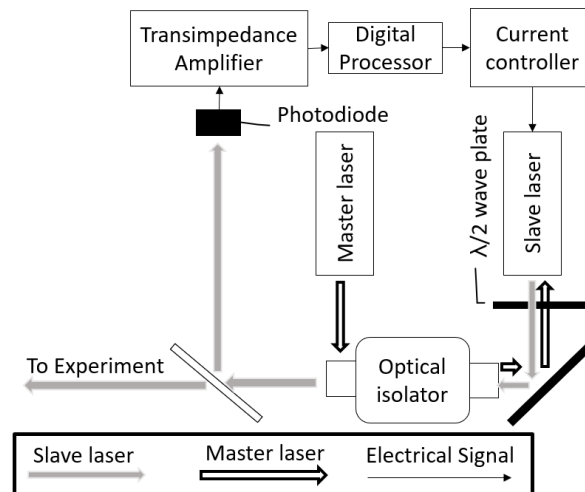 Transimpedance
Amplifier
Digital
Processor
Current
controller
Photodiode
Master laser
λ/2 wave plate
Slave laser
To Experiment
Optical
isolator
Slave laser
Master laser
Electrical Signal